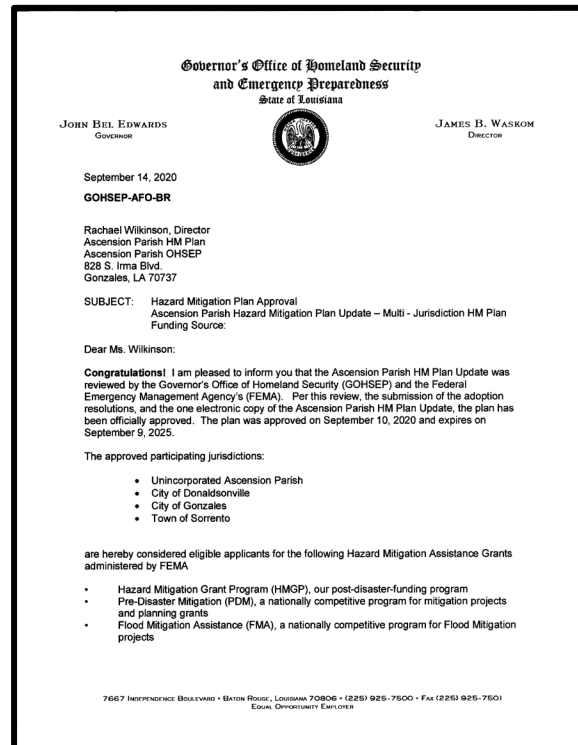 Governor's Office of Homeland Security
and Emergency Preparedness
State of Louisiana
JOHN BEL EDWARDS
GOVERNOR
JAMES B. WASKOM
DIRECTOR
September 14, 2020
GOHSEP-AFO-BR
Rachael Wilkinson, Director
Ascension Parish HM Plan
Ascension Parish OHSEP
828 S. Irma Blvd.
Gonzales, LA 70737
SUBJECT: Hazard Mitigation Plan Approval
Ascension Parish Hazard Mitigation Plan Update – Multi - Jurisdiction HM Plan
Funding Source:
Dear Ms. Wilkinson:
Congratulations! I am pleased to inform you that the Ascension Parish HM Plan Update was
reviewed by the Governor's Office of Homeland Security (GOHSEP) and the Federal
Emergency Management Agency's (FEMA). Per this review, the submission of the adoption
resolutions, and the one electronic copy of the Ascension Parish HM Plan Update, the plan has
been officially approved. The plan was approved on September 10, 2020 and expires on
September 9, 2025.
The approved participating jurisdictions:
• Unincorporated Ascension Parish
• City of Donaldsonville
• City of Gonzales
• Town of Sorrento
are hereby considered eligible applicants for the following Hazard Mitigation Assistance Grants
administered by FEMA
• Hazard Mitigation Grant Program (HMGP), our post-disaster-funding program
• Pre-Disaster Mitigation (PDM), a nationally competitive program for mitigation projects
and planning grants
• Flood Mitigation Assistance (FMA), a nationally competitive program for Flood Mitigation
projects
7667 INDEPENDENCE BOULEVARD • BATON ROUGE, LOUISIANA 70806 • (225) 925-7500 • FAX (225) 925-7501
EQUAL OPPORTUNITY EMPLOYER